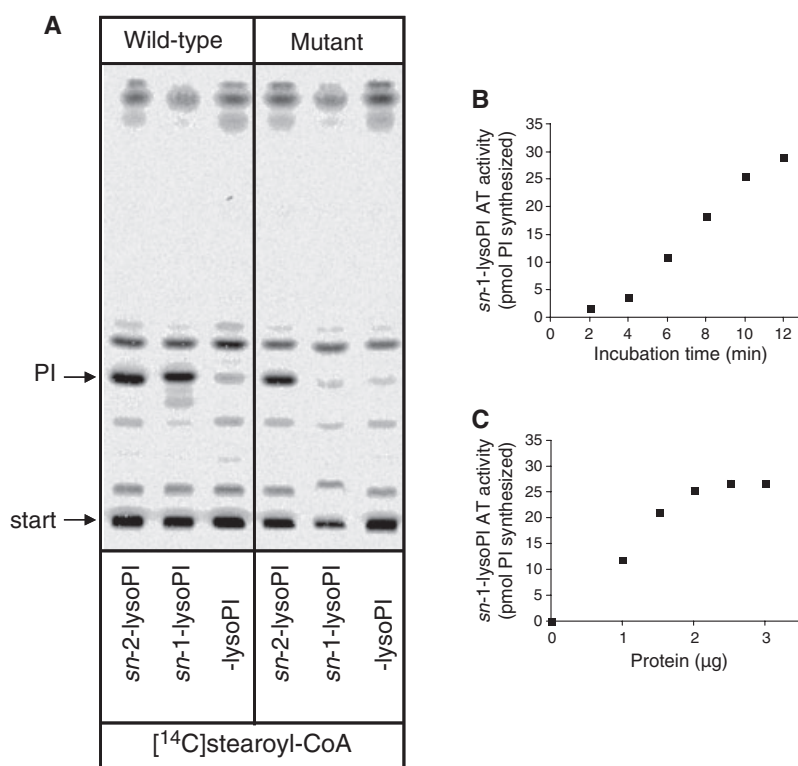 A
Wild-type
Mutant
PI
start
sn-2-lysoPI
sn-1-lysoPI
-lysoPI
sn-2-lysoPI
sn-1-lysoPI
-lysoPI
[¹⁴C]stearoyl-CoA
B
sn-1-lysoPI AT activity
(pmol PI synthesized)
35
30
25
20
15
10
5
0
0 2 4 6 8 10 12
Incubation time (min)
C
sn-1-lysoPI AT activity
(pmol PI synthesized)
35
30
25
20
15
10
5
0
0 1 2 3
Protein (µg)